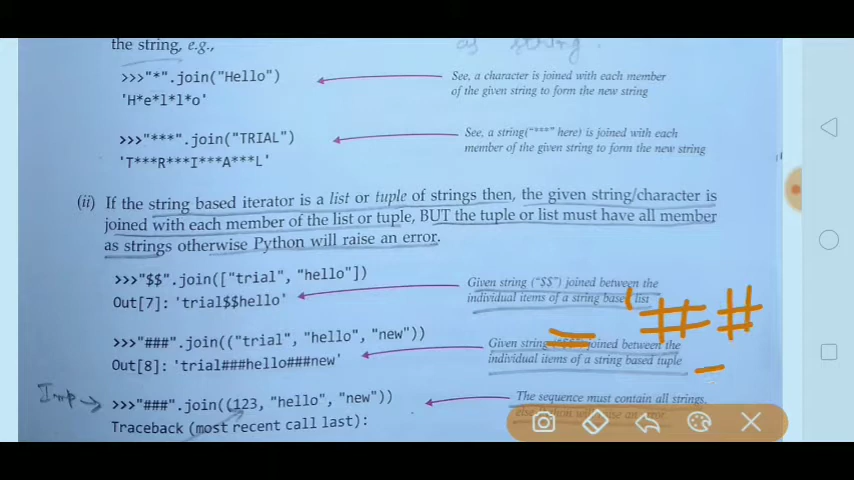 the string, e.g.,
as string.
>>>"*".join("Hello")
'H*e*l*l*o'
See, a character is joined with each member
of the given string to form the new string
>>>"***".join("TRIAL")
'T***R***I***A***L'
See, a string("***" here) is joined with each
member of the given string to form the new string
(ii) If the string based iterator is a list or tuple of strings then, the given string/character is
joined with each member of the list or tuple, BUT the tuple or list must have all member
as strings otherwise Python will raise an error.
>>>"$$".join(["trial", "hello"])
Out[7]: 'trial$$hello'
Given string ("$$") joined between the
individual items of a string base list
'###
>>>"###".join(("trial", "hello", "new"))
Out[8]: 'trial###hello###new'
Given string joined between the
individual items of a string based tuple
Imp
>>>"###".join((123, "hello", "new"))
Traceback (most recent call last):
The sequence must contain all strings,